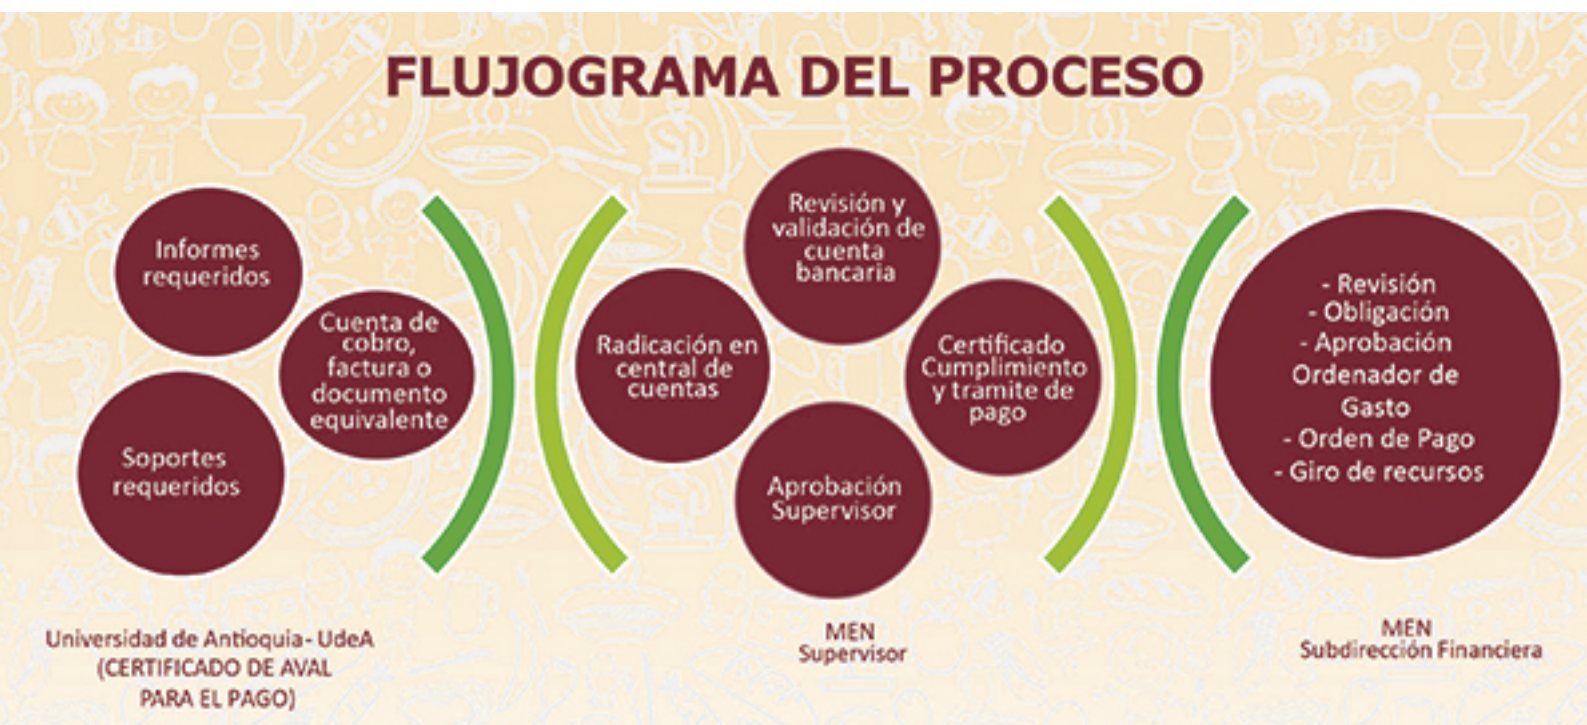 FLUJOGRAMA DEL PROCESO
Informes
requeridos
Cuenta de
cobro,
factura o
documento
equivalente
Soportes
requeridos
Universidad de Antioquia- UdeA
(CERTIFICADO DE AVAL
PARA EL PAGO)
Radicación en
central de
cuentas
Revisión y
validación de
cuenta
bancaria
Aprobación
Supervisor
Certificado
Cumplimiento
y tramite de
pago
MEN
Supervisor
- Revisión
- Obligación
- Aprobación
Ordenador de
Gasto
- Orden de Pago
- Giro de recursos
MEN
Subdirección Financiera